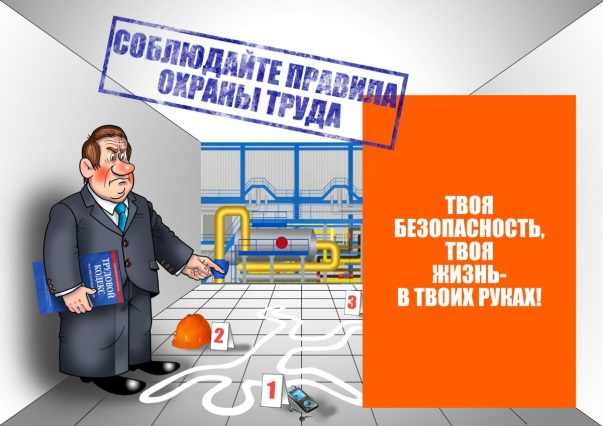 СОБЛЮДАЙТЕ ПРАВИЛА
ОХРАНЫ ТРУДА
ТВОЯ
БЕЗОПАСНОСТЬ,
ТВОЯ
ЖИЗНЬ-
В ТВОИХ РУКАХ!
ТРУДОВОЙ
КОДЕКС
3
2
1